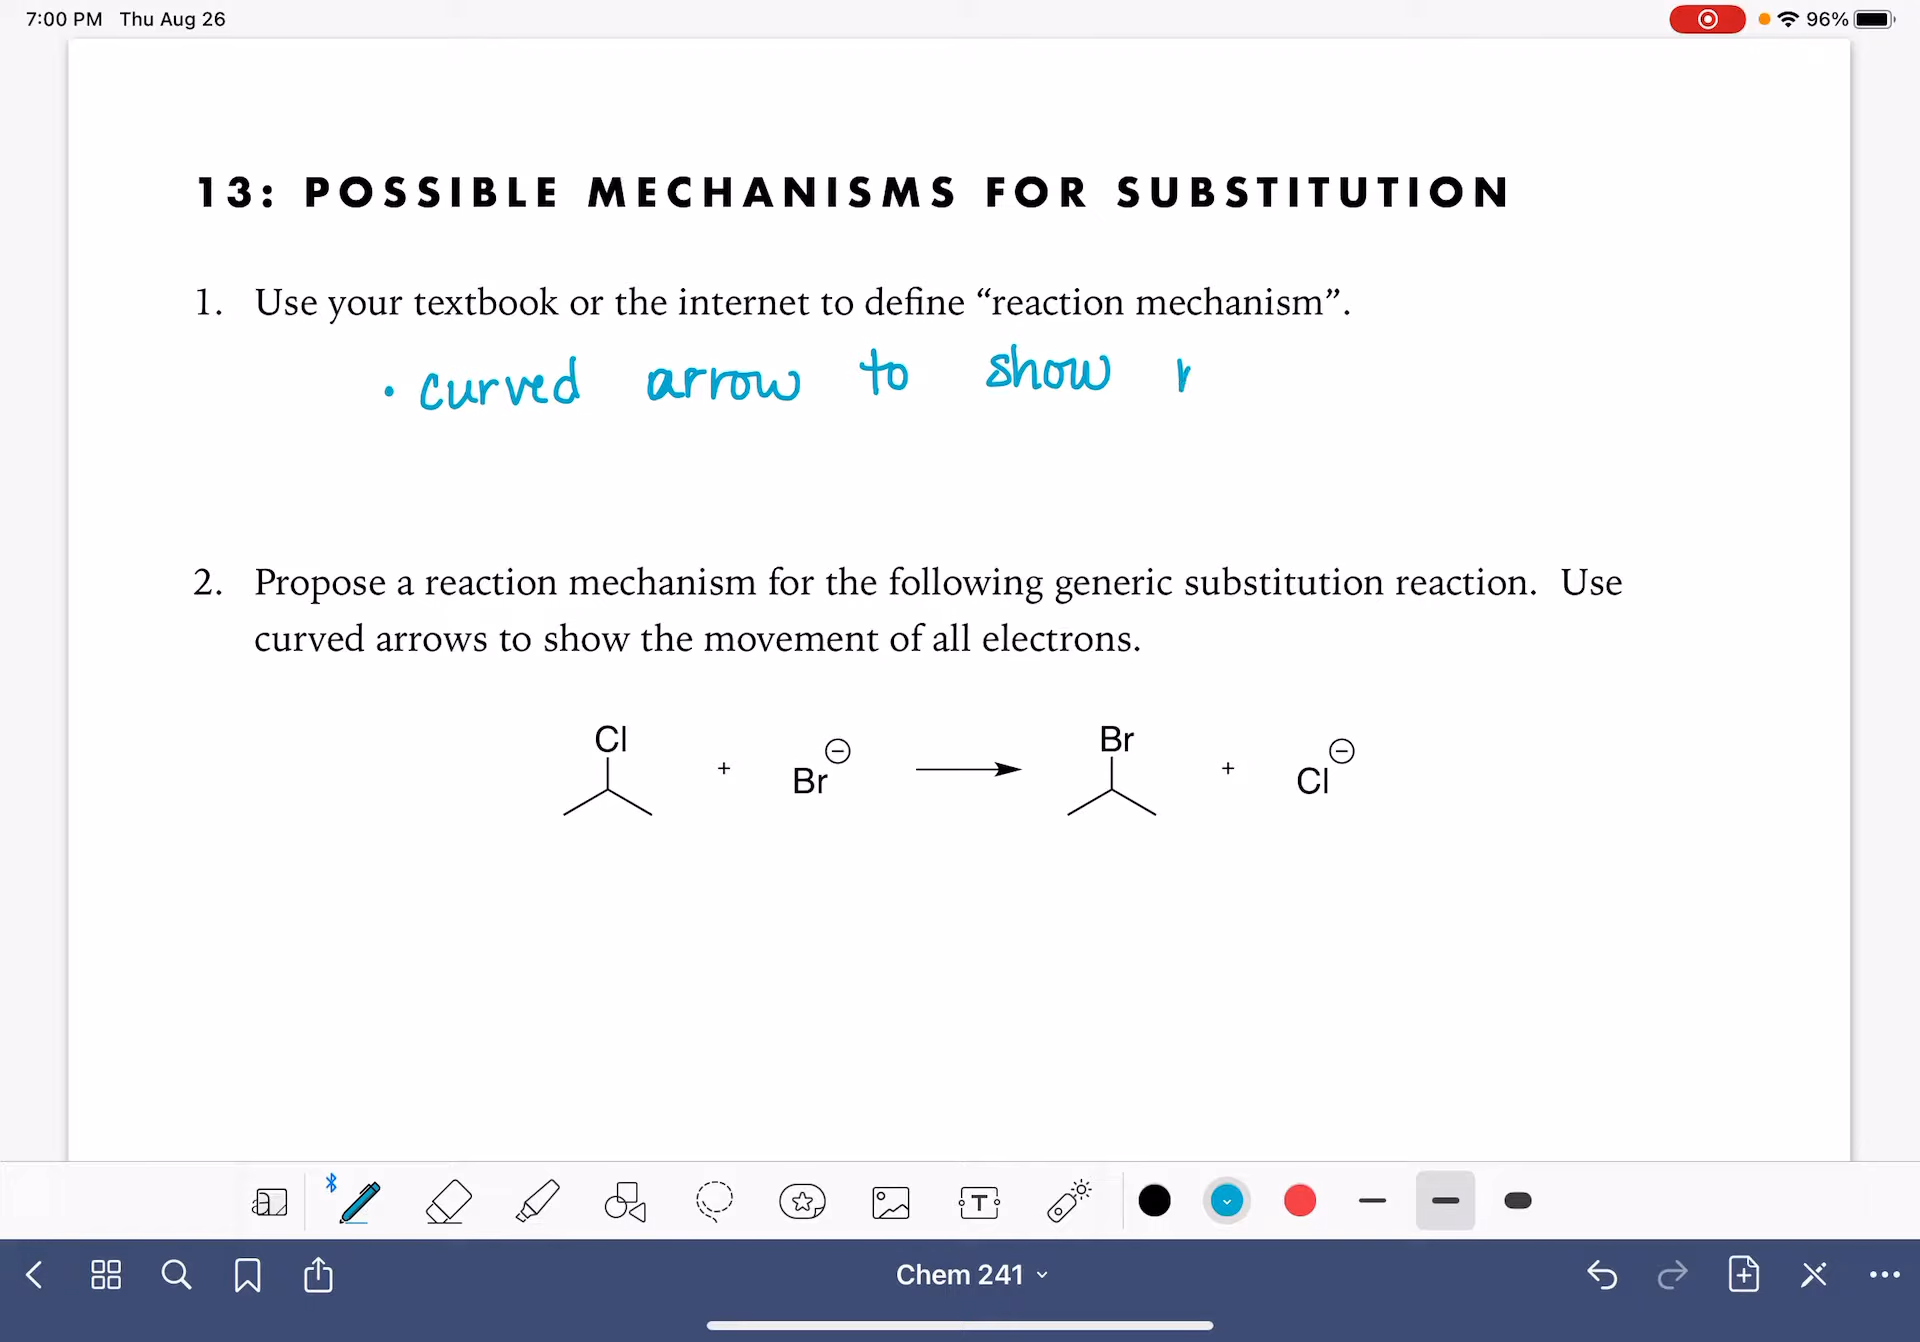 7:00 PM Thu Aug 26
96%
13: POSSIBLE MECHANISMS FOR SUBSTITUTION
1. Use your textbook or the internet to define “reaction mechanism”.
• curved arrow to show
2. Propose a reaction mechanism for the following generic substitution reaction. Use
curved arrows to show the movement of all electrons.
Cl + Br⊖ → Br + Cl⊖
a T
Chem 241